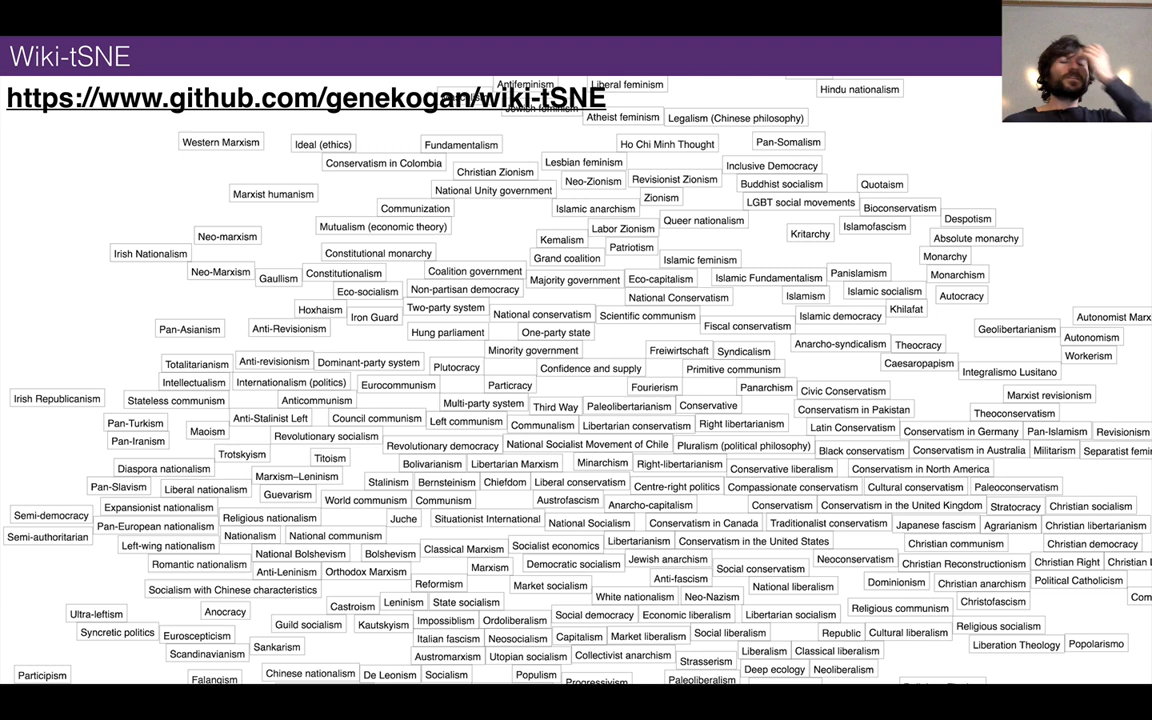 Wiki-tSNE
Antifeminism
Liberal feminism
Hindu nationalism
https://www.github.com/genekogan/wiki-tSNE
Jewish feminism
Atheist feminism
Legalism (Chinese philosophy)
Western Marxism
Ideal (ethics)
Fundamentalism
Ho Chi Minh Thought
Pan-Somalism
Conservatism in Colombia
Lesbian feminism
Inclusive Democracy
Christian Zionism
Neo-Zionism
Revisionist Zionism
Buddhist socialism
Quotaism
Marxist humanism
National Unity government
Zionism
LGBT social movements
Bioconservatism
Communization
Islamic anarchism
Queer nationalism
Despotism
Mutualism (economic theory)
Labor Zionism
Kritarchy
Islamofascism
Neo-marxism
Kemalism
Patriotism
Absolute monarchy
Irish Nationalism
Constitutional monarchy
Grand coalition
Islamic feminism
Monarchy
Neo-Marxism
Gaullism
Constitutionalism
Coalition government
Majority government
Eco-capitalism
Islamic Fundamentalism
Panislamism
Monarchism
Eco-socialism
Non-partisan democracy
National Conservatism
Islamism
Islamic socialism
Autocracy
Hoxhaism
Iron Guard
Two-party system
National conservatism
Scientific communism
Islamic democracy
Khilafat
Autonomist Marx
Pan-Asianism
Anti-Revisionism
Hung parliament
One-party state
Fiscal conservatism
Geolibertarianism
Autonomism
Minority government
Freiwirtschaft
Syndicalism
Anarcho-syndicalism
Theocracy
Workerism
Totalitarianism
Anti-revisionism
Dominant-party system
Plutocracy
Confidence and supply
Primitive communism
Caesaropapism
Integralismo Lusitano
Intellectualism
Internationalism (politics)
Eurocommunism
Particracy
Fourierism
Panarchism
Civic Conservatism
Marxist revisionism
Irish Republicanism
Stateless communism
Anticommunism
Multi-party system
Third Way
Paleolibertarianism
Conservative
Conservatism in Pakistan
Theoconservatism
Pan-Turkism
Maoism
Anti-Stalinist Left
Council communism
Left communism
Communalism
Libertarian conservatism
Right libertarianism
Latin Conservatism
Conservatism in Germany
Pan-Islamism
Revisionism
Pan-Iranism
Revolutionary socialism
Revolutionary democracy
National Socialist Movement of Chile
Pluralism (political philosophy)
Black conservatism
Conservatism in Australia
Militarism
Separatist femin
Trotskyism
Titoism
Bolivarianism
Libertarian Marxism
Minarchism
Right-libertarianism
Conservative liberalism
Conservatism in North America
Diaspora nationalism
Marxism–Leninism
Pan-Slavism
Liberal nationalism
Guevarism
Stalinism
Bernsteinism
Chiefdom
Liberal conservatism
Centre-right politics
Compassionate conservatism
Cultural conservatism
Paleoconservatism
Expansionist nationalism
World communism
Communism
Austrofascism
Anarcho-capitalism
Conservatism
Conservatism in the United Kingdom
Stratocracy
Christian socialism
Semi-democracy
Pan-European nationalism
Religious nationalism
Juche
Situationist International
National Socialism
Conservatism in Canada
Traditionalist conservatism
Japanese fascism
Agrarianism
Christian libertarianism
Semi-authoritarian
Nationalism
National communism
Left-wing nationalism
National Bolshevism
Bolshevism
Classical Marxism
Socialist economics
Libertarianism
Conservatism in the United States
Christian communism
Christian democracy
Romantic nationalism
Anti-Leninism
Orthodox Marxism
Marxism
Democratic socialism
Jewish anarchism
Social conservatism
Neoconservatism
Christian Reconstructionism
Christian Right
Socialism with Chinese characteristics
Reformism
Market socialism
Anti-fascism
National liberalism
Dominionism
Christian anarchism
Political Catholicism
Ultra-leftism
Anocracy
Castroism
Leninism
State socialism
White nationalism
Neo-Nazism
Religious communism
Christofascism
Com
Guild socialism
Kautskyism
Impossiblism
Ordoliberalism
Social democracy
Economic liberalism
Libertarian socialism
Syncretic politics
Euroscepticism
Italian fascism
Neosocialism
Capitalism
Market liberalism
Social liberalism
Republic
Cultural liberalism
Religious socialism
Scandinavianism
Sankarism
Austromarxism
Utopian socialism
Collectivist anarchism
Strasserism
Liberalism
Classical liberalism
Liberation Theology
Popolarismo
Participism
Falangism
Chinese nationalism
De Leonism
Socialism
Populism
Progressivism
Paleoliberalism
Deep ecology
Neoliberalism